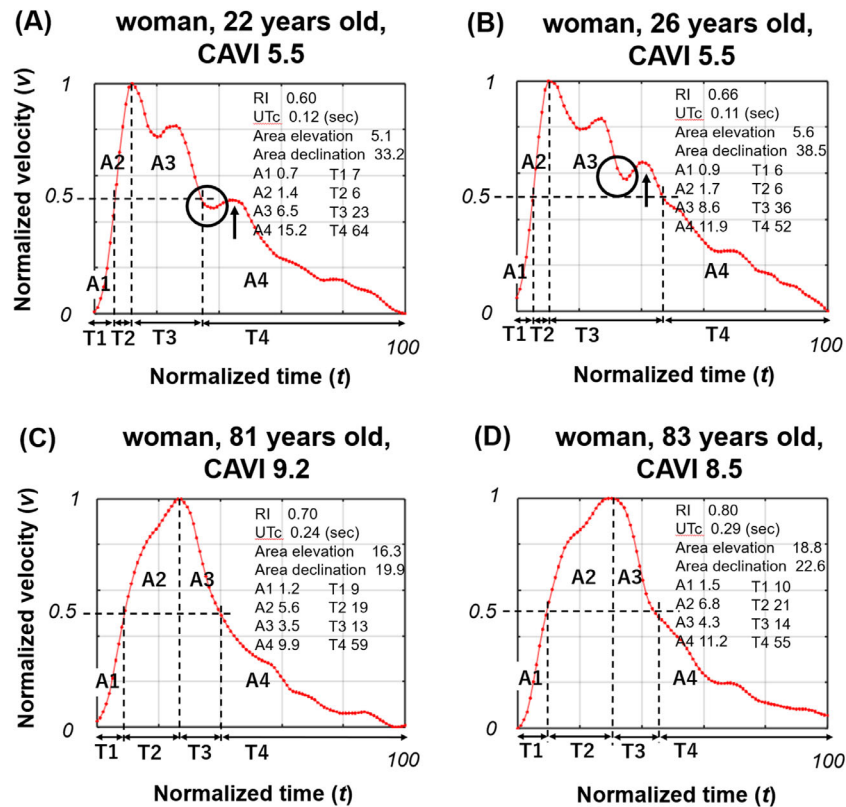 (A)
woman, 22 years old,
CAVI 5.5
Normalized velocity (v)
1
0.5
0
RI 0.60
UTc 0.12 (sec)
Area elevation 5.1
Area declination 33.2
A1 0.7 T1 7
A2 1.4 T2 6
A3 6.5 T3 23
A4 15.2 T4 64
A2
A3
A1
A4
T1 T2 T3 T4
100
Normalized time (t)
(B)
woman, 26 years old,
CAVI 5.5
1
0.5
0
RI 0.66
UTc 0.11 (sec)
Area elevation 5.6
Area declination 38.5
A1 0.9 T1 6
A2 1.7 T2 6
A3 8.6 T3 36
A4 11.9 T4 52
A2
A3
A1
A4
T1 T2 T3 T4
100
Normalized time (t)
(C)
woman, 81 years old,
CAVI 9.2
Normalized velocity (v)
1
0.5
0
RI 0.70
UTc 0.24 (sec)
Area elevation 16.3
Area declination 19.9
A1 1.2 T1 9
A2 5.6 T2 19
A3 3.5 T3 13
A4 9.9 T4 59
A2
A3
A1
A4
T1 T2 T3 T4
100
Normalized time (t)
(D)
woman, 83 years old,
CAVI 8.5
1
0.5
0
RI 0.80
UTc 0.29 (sec)
Area elevation 18.8
Area declination 22.6
A1 1.5 T1 10
A2 6.8 T2 21
A3 4.3 T3 14
A4 11.2 T4 55
A2
A3
A1
A4
T1 T2 T3 T4
100
Normalized time (t)